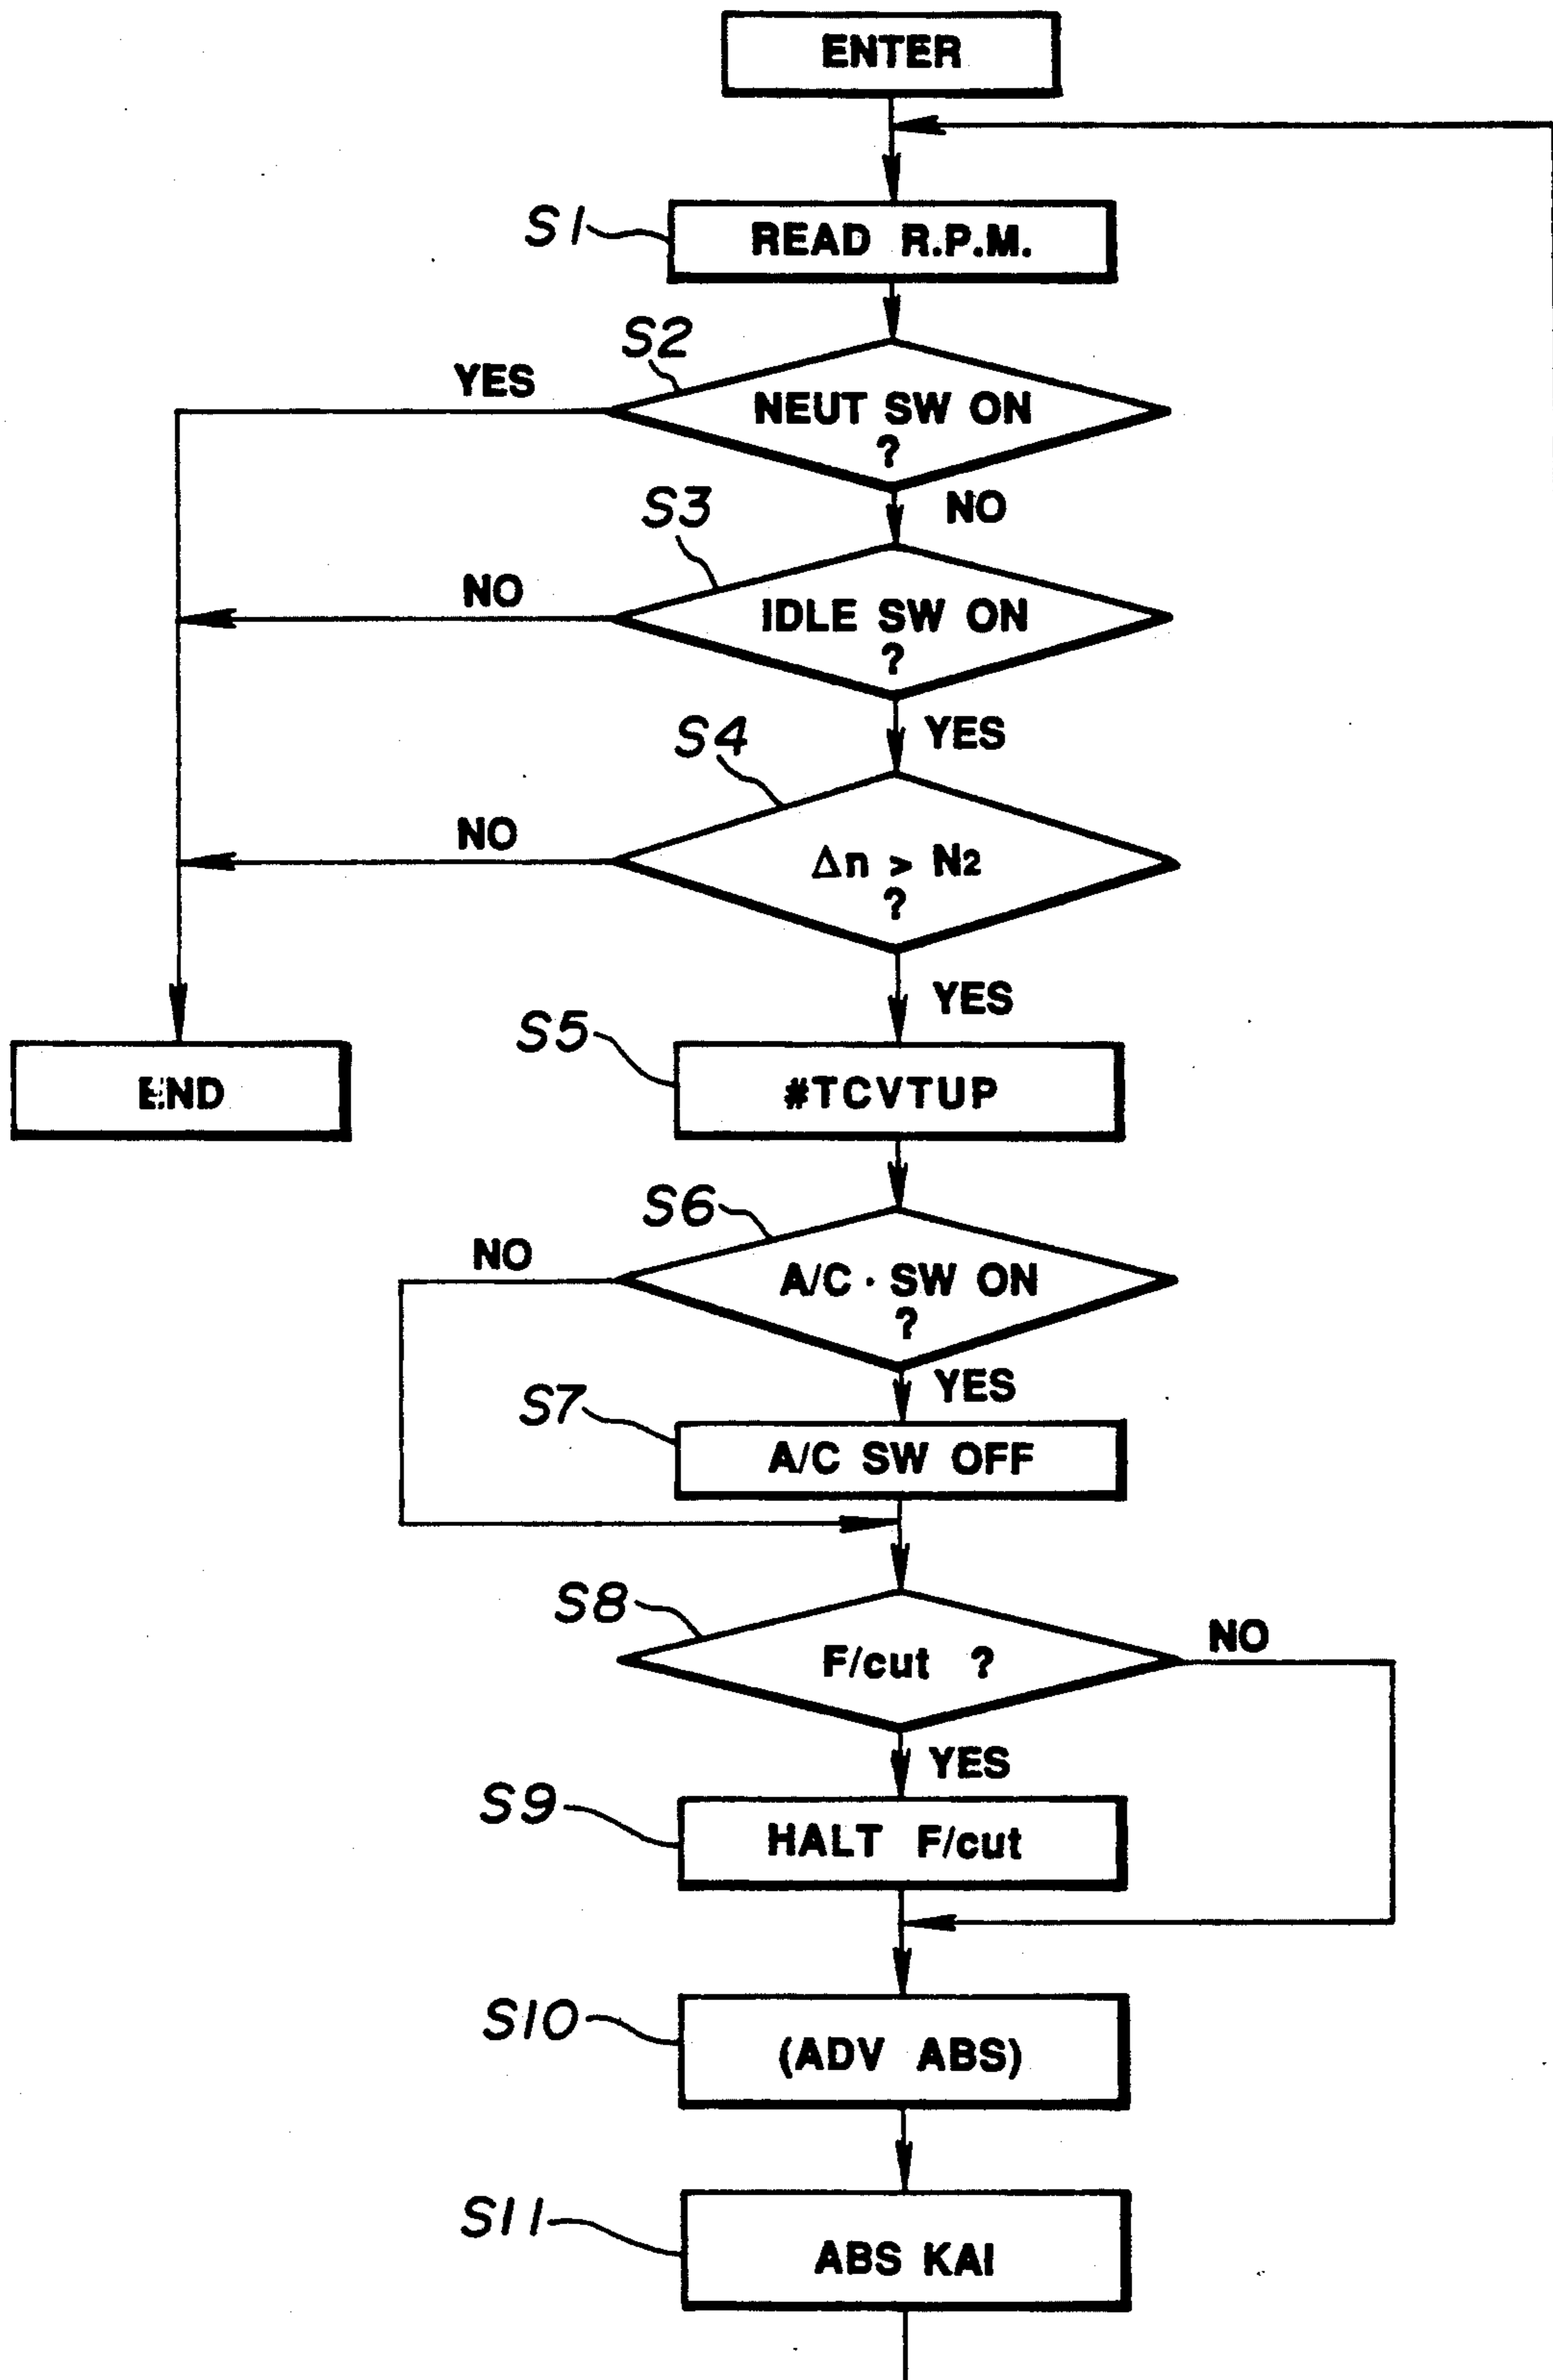 ENTER
S1
READ R.P.M.
S2
YES
NEUT SW ON
?
NO
S3
NO
IDLE SW ON
?
YES
S4
NO
Δn > N2
?
YES
S5
END
#TCVTUP
S6
NO
A/C · SW ON
?
YES
S7
A/C SW OFF
S8
NO
F/cut ?
YES
S9
HALT F/cut
S10
(ADV ABS)
S11
ABS KAI